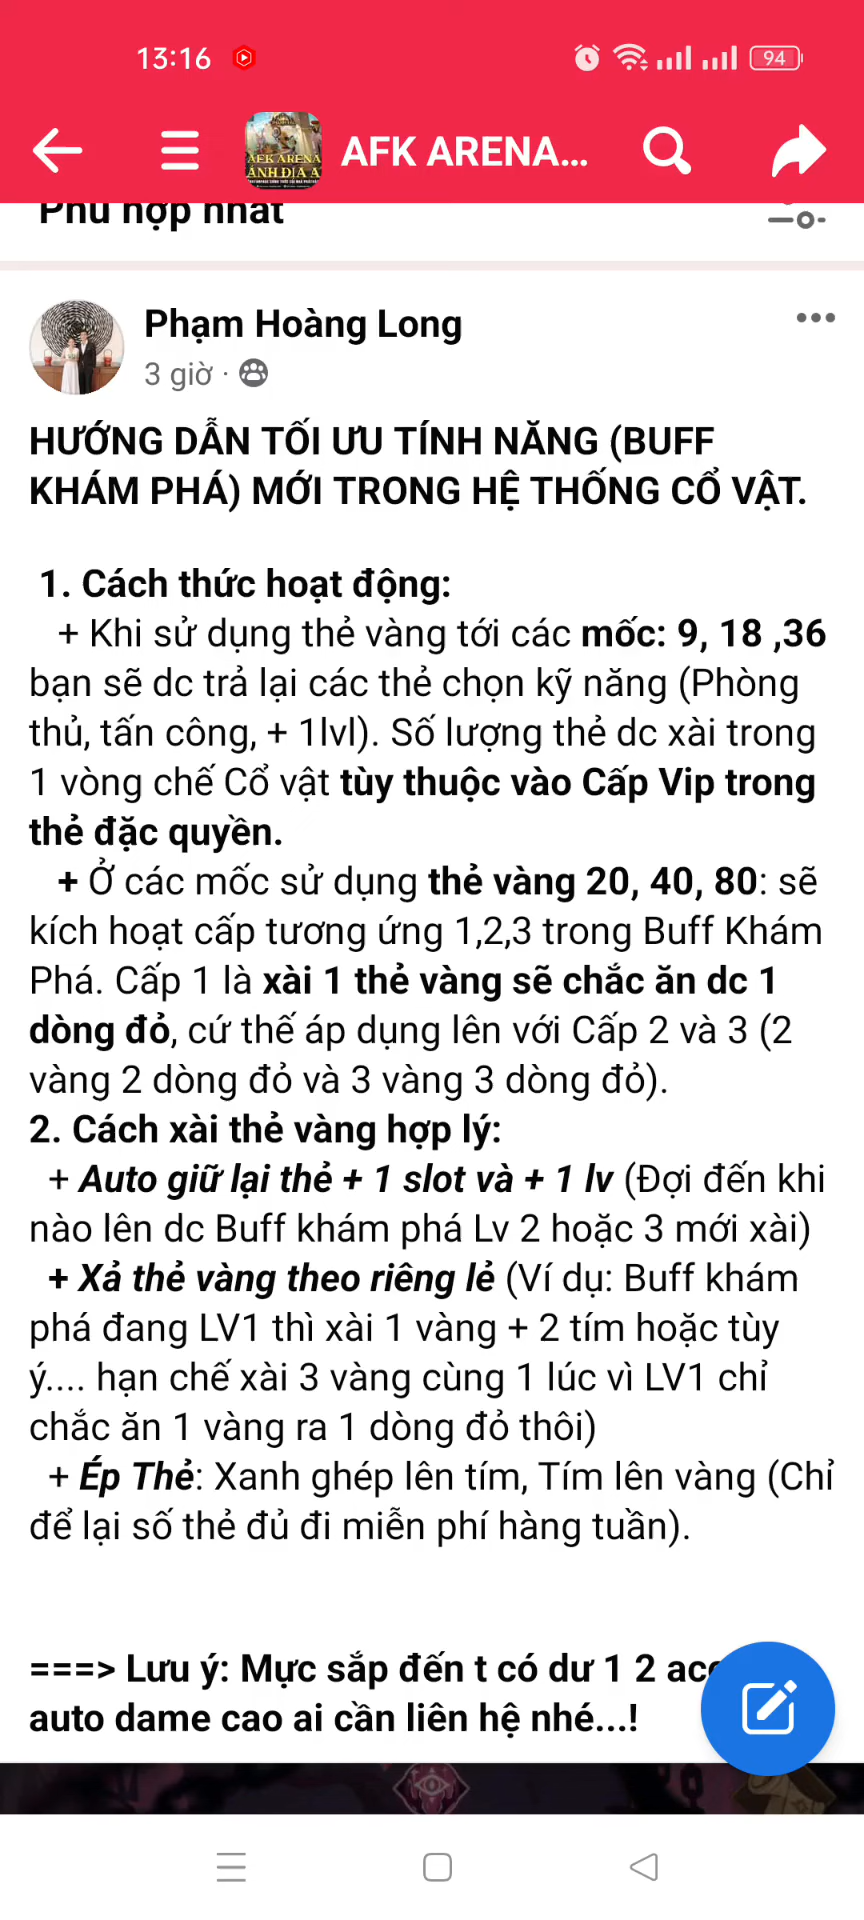 13:16
94
AFK ARENA...
AFK ARENA
ANH ĐỊA A
Phù hợp nhất
Phạm Hoàng Long
3 giờ ·
HƯỚNG DẪN TỐI ƯU TÍNH NĂNG (BUFF
KHÁM PHÁ) MỚI TRONG HỆ THỐNG CỔ VẬT.
1. Cách thức hoạt động:
+ Khi sử dụng thẻ vàng tới các mốc: 9, 18 ,36
bạn sẽ dc trả lại các thẻ chọn kỹ năng (Phòng
thủ, tấn công, + 1lvl). Số lượng thẻ dc xài trong
1 vòng chế Cổ vật tùy thuộc vào Cấp Vip trong
thẻ đặc quyền.
+ Ở các mốc sử dụng thẻ vàng 20, 40, 80: sẽ
kích hoạt cấp tương ứng 1,2,3 trong Buff Khám
Phá. Cấp 1 là xài 1 thẻ vàng sẽ chắc ăn dc 1
dòng đỏ, cứ thế áp dụng lên với Cấp 2 và 3 (2
vàng 2 dòng đỏ và 3 vàng 3 dòng đỏ).
2. Cách xài thẻ vàng hợp lý:
+ Auto giữ lại thẻ + 1 slot và + 1 lv (Đợi đến khi
nào lên dc Buff khám phá Lv 2 hoặc 3 mới xài)
+ Xả thẻ vàng theo riêng lẻ (Ví dụ: Buff khám
phá đang LV1 thì xài 1 vàng + 2 tím hoặc tùy
ý.... hạn chế xài 3 vàng cùng 1 lúc vì LV1 chỉ
chắc ăn 1 vàng ra 1 dòng đỏ thôi)
+ Ép Thẻ: Xanh ghép lên tím, Tím lên vàng (Chỉ
để lại số thẻ đủ đi miễn phí hàng tuần).
===> Lưu ý: Mực sắp đến t có dư 1 2
auto dame cao ai cần liên hệ nhé...!